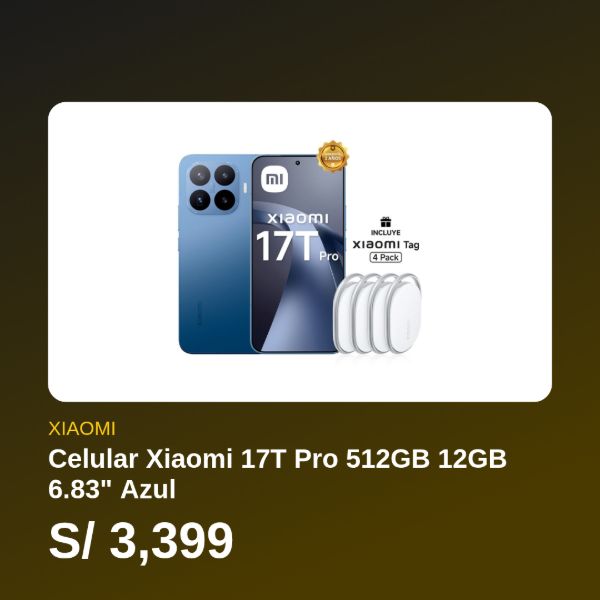 mi
xiaomi
17T Pro
INCLUYE
xiaomi Tag
4 Pack
XIAOMI
Celular Xiaomi 17T Pro 512GB 12GB
6.83" Azul
S/ 3,399